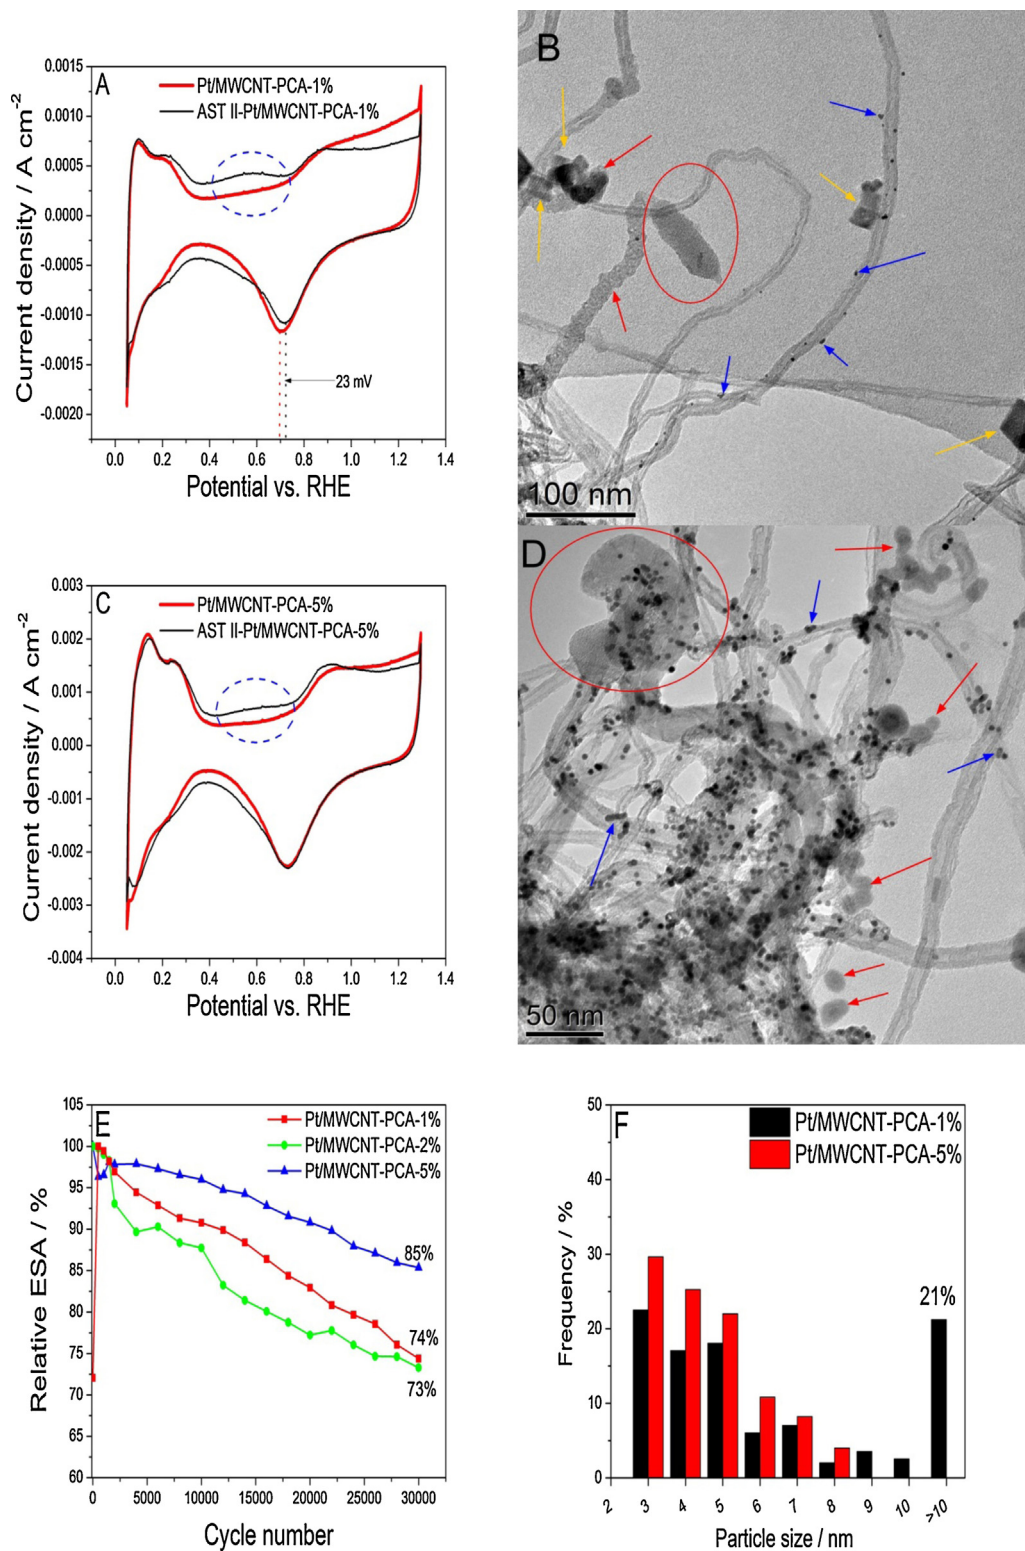 A
Pt/MWCNT-PCA-1%
AST II-Pt/MWCNT-PCA-1%
Current density / A cm⁻²
0.0015
0.0010
0.0005
0.0000
-0.0005
-0.0010
-0.0015
-0.0020
23 mV
0.0 0.2 0.4 0.6 0.8 1.0 1.2 1.4
Potential vs. RHE
B
100 nm
C
Pt/MWCNT-PCA-5%
AST II-Pt/MWCNT-PCA-5%
Current density / A cm⁻²
0.003
0.002
0.001
0.000
-0.001
-0.002
-0.003
-0.004
0.0 0.2 0.4 0.6 0.8 1.0 1.2 1.4
Potential vs. RHE
D
50 nm
E
Pt/MWCNT-PCA-1%
Pt/MWCNT-PCA-2%
Pt/MWCNT-PCA-5%
Relative ESA / %
105
100
95
90
85
80
75
70
65
60
85%
74%
73%
0 5000 10000 15000 20000 25000 30000
Cycle number
F
Pt/MWCNT-PCA-1%
Pt/MWCNT-PCA-5%
Frequency / %
50
40
30
20
10
0
21%
2 3 4 5 6 7 8 9 10 >10
Particle size / nm